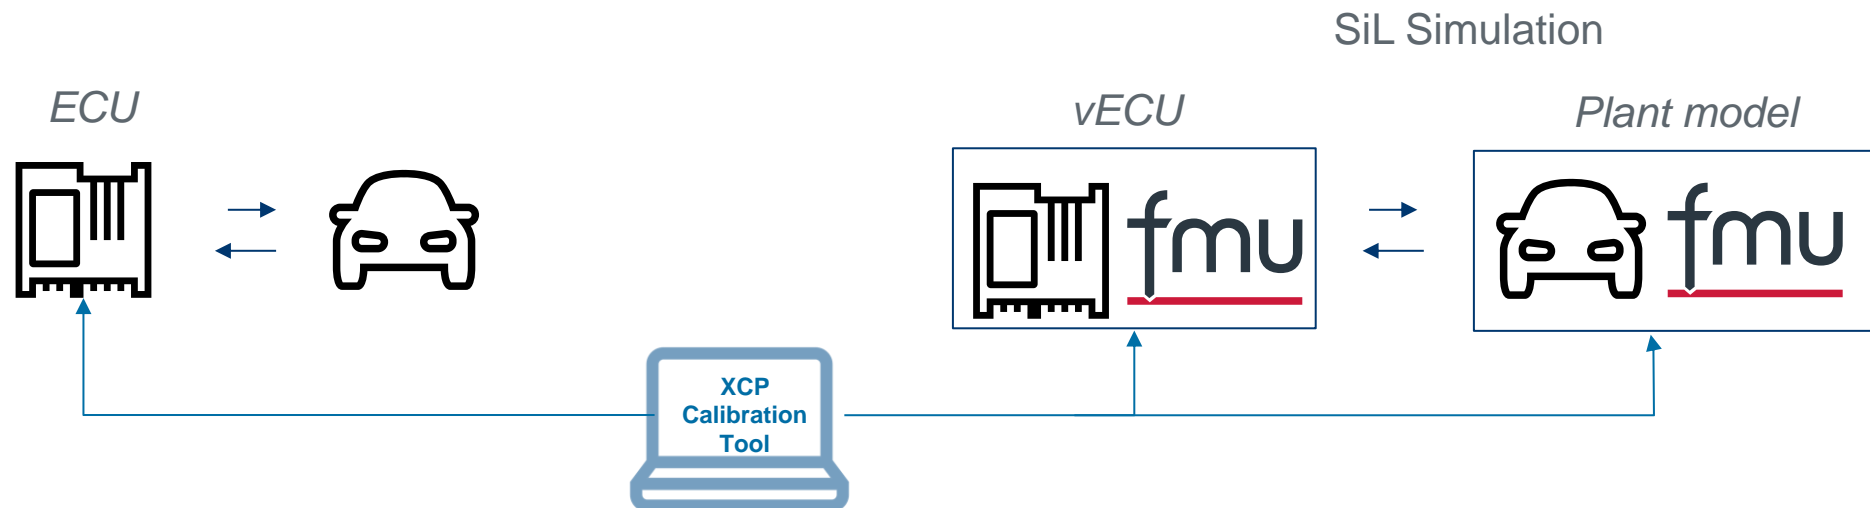 SiL Simulation
ECU
vECU
Plant model
fmu
fmu
XCP
Calibration
Tool